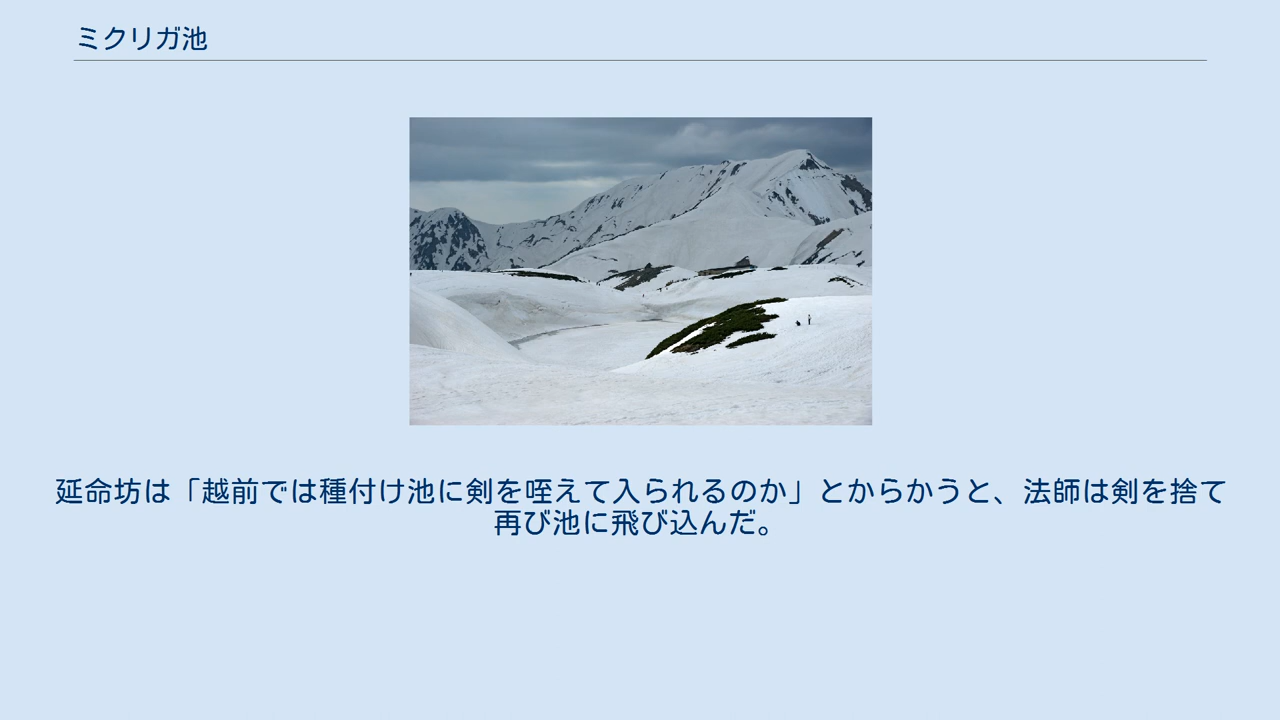 ミクリガ池
延命坊は「越前では種付け池に剣を咥えて入られるのか」とからかうと、法師は剣を捨て
再び池に飛び込んだ。